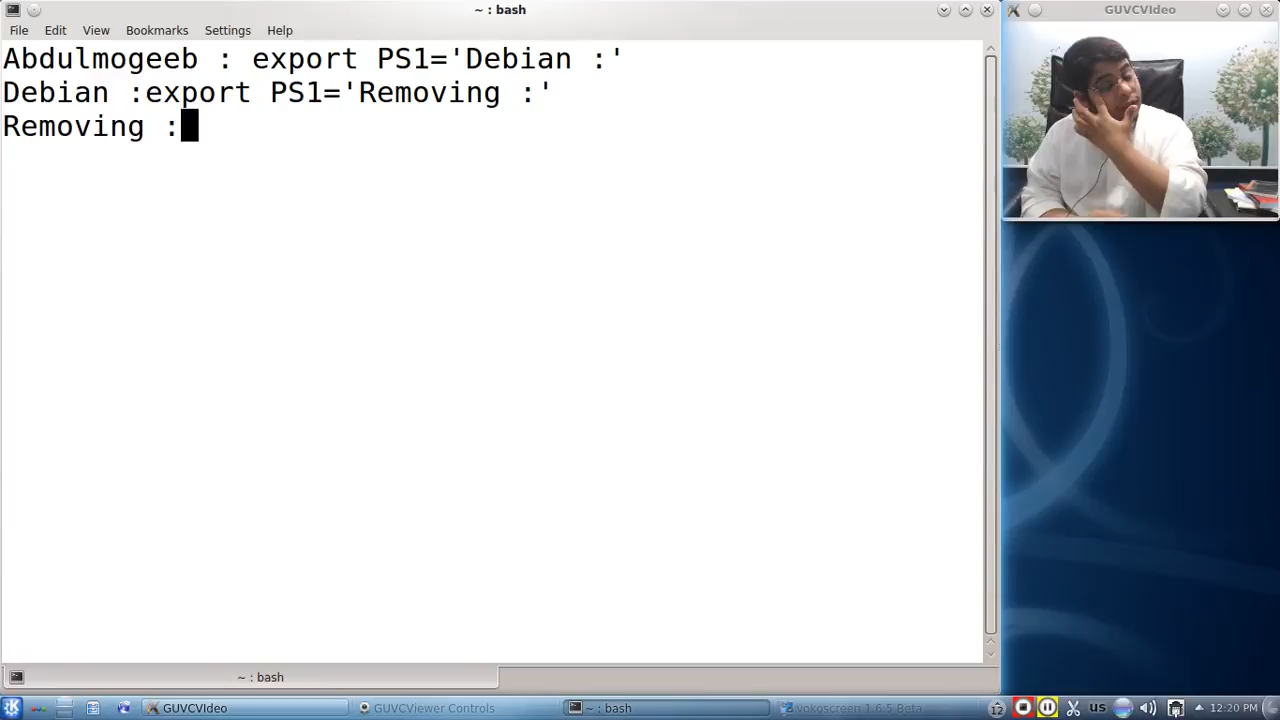 ~ : bash
GUVCVIdeo
File Edit View Bookmarks Settings Help
Abdulmogeeb : export PS1='Debian :'
Debian :export PS1='Removing :'
Removing :
~ : bash
GUVCVIdeo
GUVCViewer Controls
~ : bash
vokoscreen 1.6.5 Beta
12
us
12:20 PM